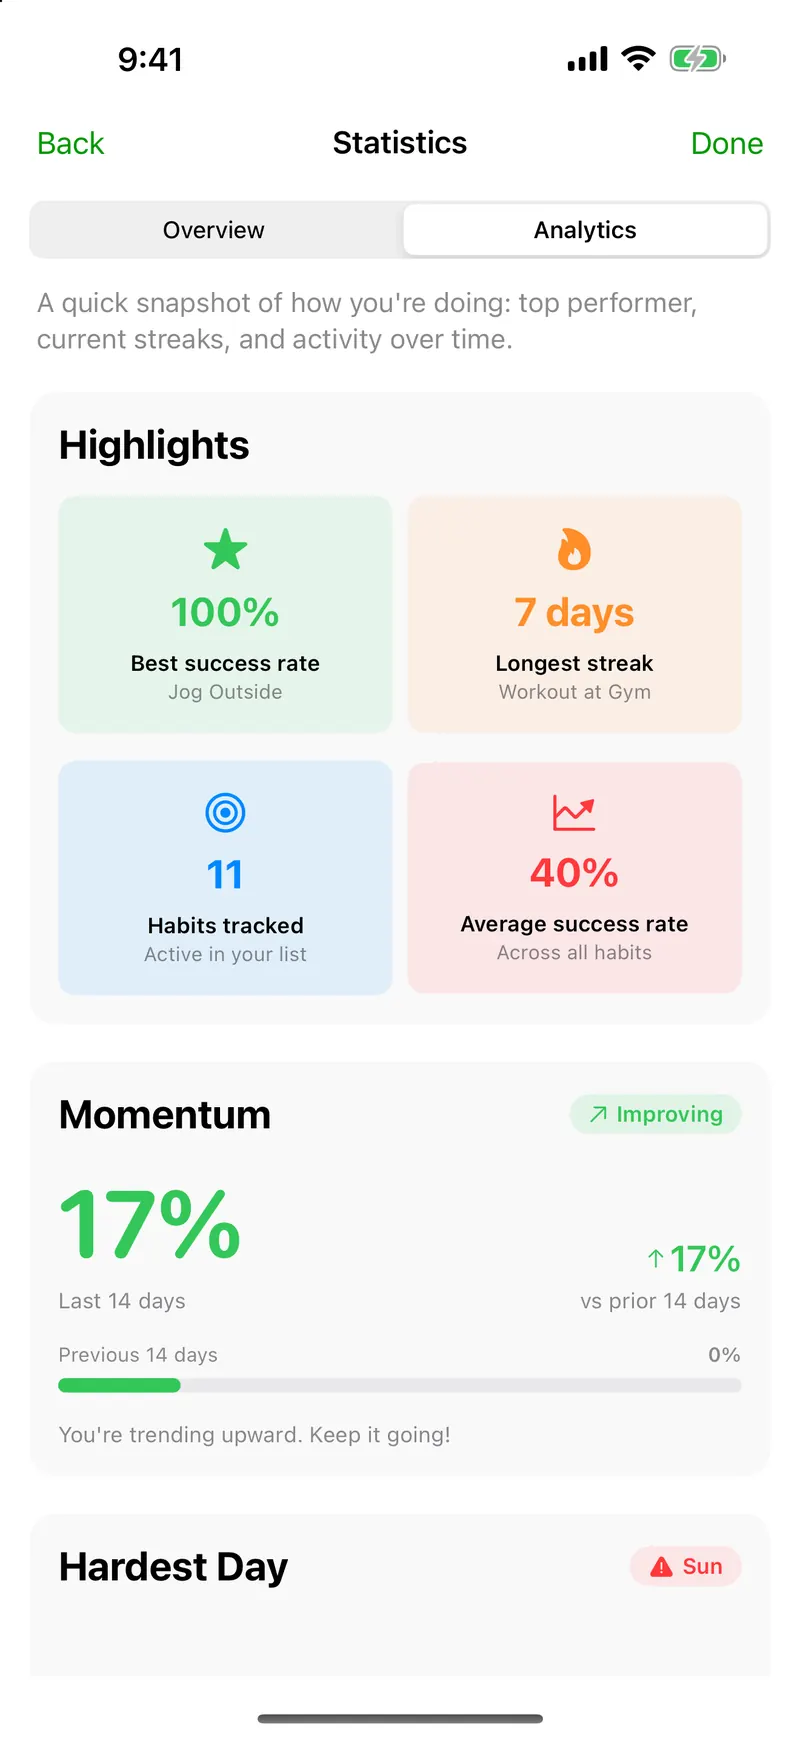 9:41
Back
Statistics
Done
Overview
Analytics
A quick snapshot of how you're doing: top performer,
current streaks, and activity over time.
Highlights
100%
Best success rate
Jog Outside
7 days
Longest streak
Workout at Gym
11
Habits tracked
Active in your list
40%
Average success rate
Across all habits
Momentum
Improving
17%
Last 14 days
17%
vs prior 14 days
Previous 14 days
0%
You're trending upward. Keep it going!
Hardest Day
Sun